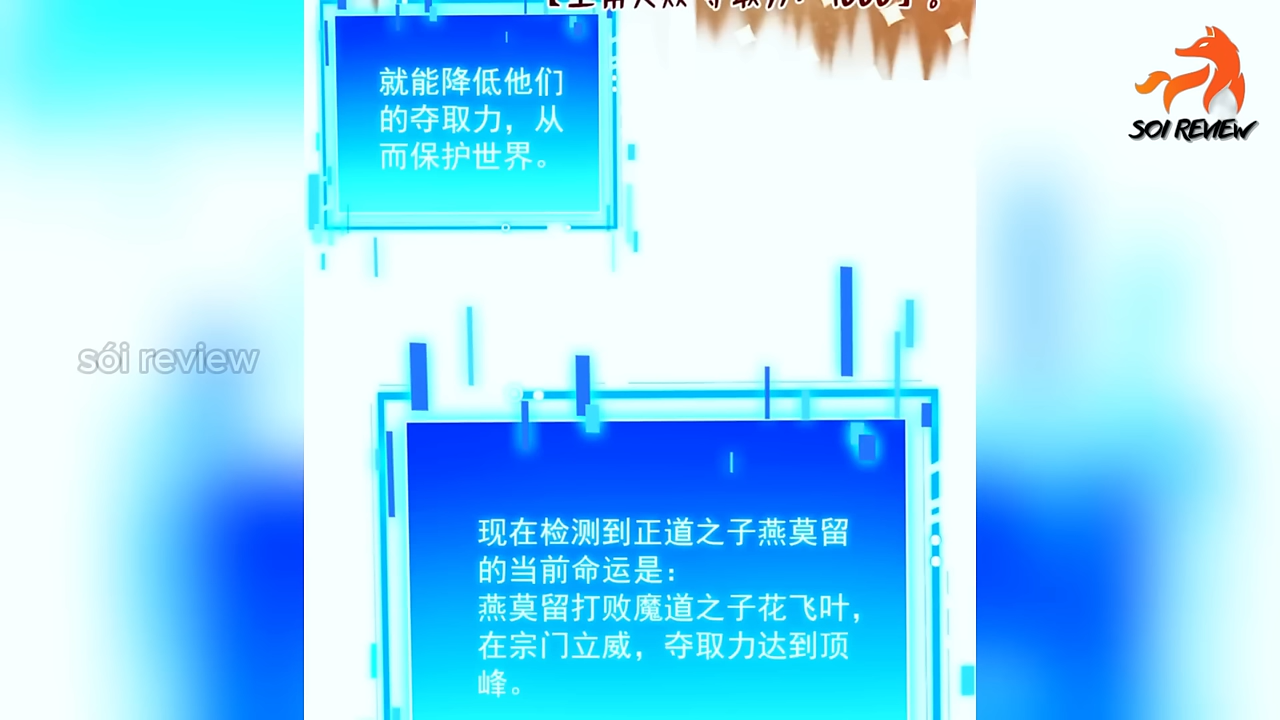 就能降低他们
的夺取力，从
而保护世界。
SOI REVIEW
sói review
现在检测到正道之子燕莫留
的当前命运是：
燕莫留打败魔道之子花飞叶，
在宗门立威，夺取力达到顶
峰。